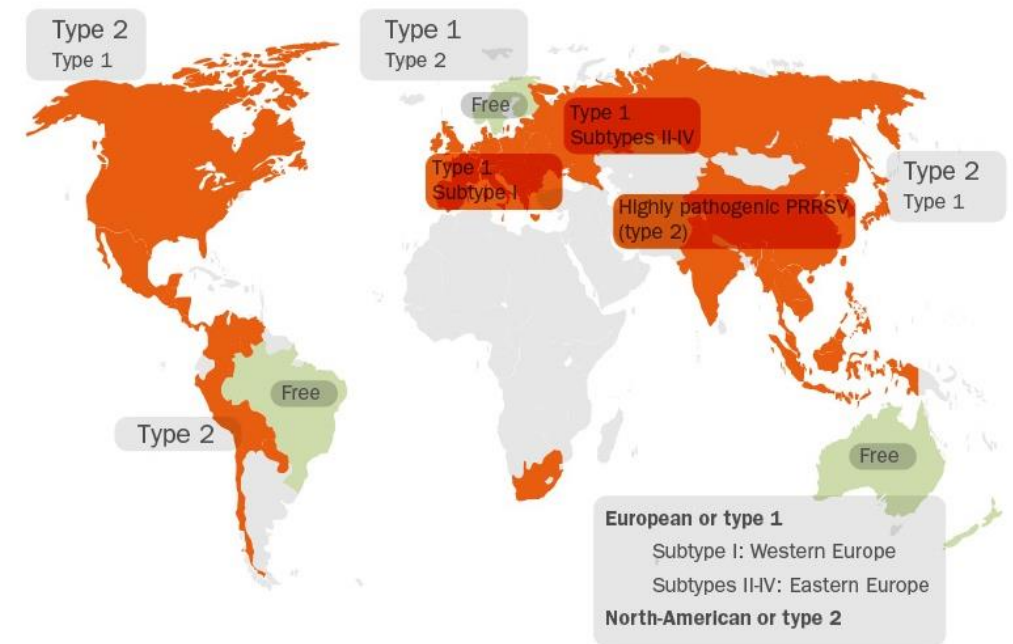 Type 2
Type 1
Type 1
Type 2
Free
Type 1
Subtypes II-IV
Type 1
Subtype I
Type 2
Type 1
Highly pathogenic PRRSV
(type 2)
Free
Type 2
Free
European or type 1
Subtype I: Western Europe
Subtypes II-IV: Eastern Europe
North-American or type 2